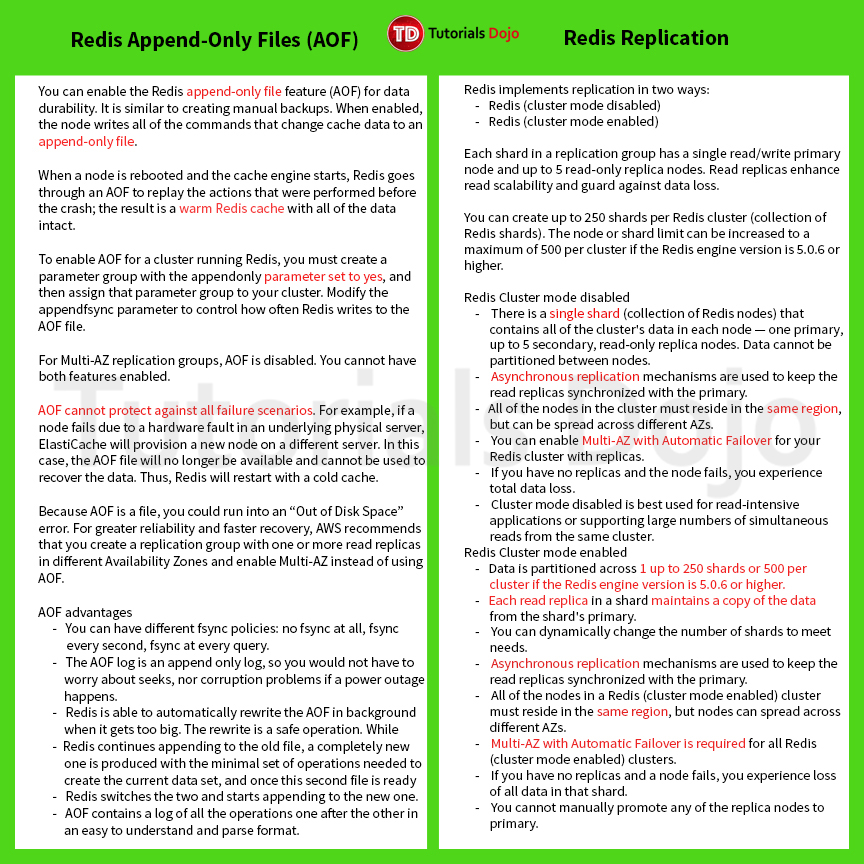 Redis Append-Only Files (AOF)
TD Tutorials Dojo
Redis Replication
You can enable the Redis append-only file feature (AOF) for data
durability. It is similar to creating manual backups. When enabled,
the node writes all of the commands that change cache data to an
append-only file.
When a node is rebooted and the cache engine starts, Redis goes
through an AOF to replay the actions that were performed before
the crash; the result is a warm Redis cache with all of the data
intact.
To enable AOF for a cluster running Redis, you must create a
parameter group with the appendonly parameter set to yes, and
then assign that parameter group to your cluster. Modify the
appendfsync parameter to control how often Redis writes to the
AOF file.
For Multi-AZ replication groups, AOF is disabled. You cannot have
both features enabled.
AOF cannot protect against all failure scenarios. For example, if a
node fails due to a hardware fault in an underlying physical server,
ElastiCache will provision a new node on a different server. In this
case, the AOF file will no longer be available and cannot be used to
recover the data. Thus, Redis will restart with a cold cache.
Because AOF is a file, you could run into an “Out of Disk Space”
error. For greater reliability and faster recovery, AWS recommends
that you create a replication group with one or more read replicas
in different Availability Zones and enable Multi-AZ instead of using
AOF.
AOF advantages
- You can have different fsync policies: no fsync at all, fsync
every second, fsync at every query.
- The AOF log is an append only log, so you would not have to
worry about seeks, nor corruption problems if a power outage
happens.
- Redis is able to automatically rewrite the AOF in background
when it gets too big. The rewrite is a safe operation. While
- Redis continues appending to the old file, a completely new
one is produced with the minimal set of operations needed to
create the current data set, and once this second file is ready
- Redis switches the two and starts appending to the new one.
- AOF contains a log of all the operations one after the other in
an easy to understand and parse format.
Redis implements replication in two ways:
- Redis (cluster mode disabled)
- Redis (cluster mode enabled)
Each shard in a replication group has a single read/write primary
node and up to 5 read-only replica nodes. Read replicas enhance
read scalability and guard against data loss.
You can create up to 250 shards per Redis cluster (collection of
Redis shards). The node or shard limit can be increased to a
maximum of 500 per cluster if the Redis engine version is 5.0.6 or
higher.
Redis Cluster mode disabled
- There is a single shard (collection of Redis nodes) that
contains all of the cluster's data in each node — one primary,
up to 5 secondary, read-only replica nodes. Data cannot be
partitioned between nodes.
- Asynchronous replication mechanisms are used to keep the
read replicas synchronized with the primary.
- All of the nodes in the cluster must reside in the same region,
but can be spread across different AZs.
- You can enable Multi-AZ with Automatic Failover for your
Redis cluster with replicas.
- If you have no replicas and the node fails, you experience
total data loss.
- Cluster mode disabled is best used for read-intensive
applications or supporting large numbers of simultaneous
reads from the same cluster.
Redis Cluster mode enabled
- Data is partitioned across 1 up to 250 shards or 500 per
cluster if the Redis engine version is 5.0.6 or higher.
- Each read replica in a shard maintains a copy of the data
from the shard's primary.
- You can dynamically change the number of shards to meet
needs.
- Asynchronous replication mechanisms are used to keep the
read replicas synchronized with the primary.
- All of the nodes in a Redis (cluster mode enabled) cluster
must reside in the same region, but nodes can spread across
different AZs.
- Multi-AZ with Automatic Failover is required for all Redis
(cluster mode enabled) clusters.
- If you have no replicas and a node fails, you experience loss
of all data in that shard.
- You cannot manually promote any of the replica nodes to
primary.
Tutorials Dojo